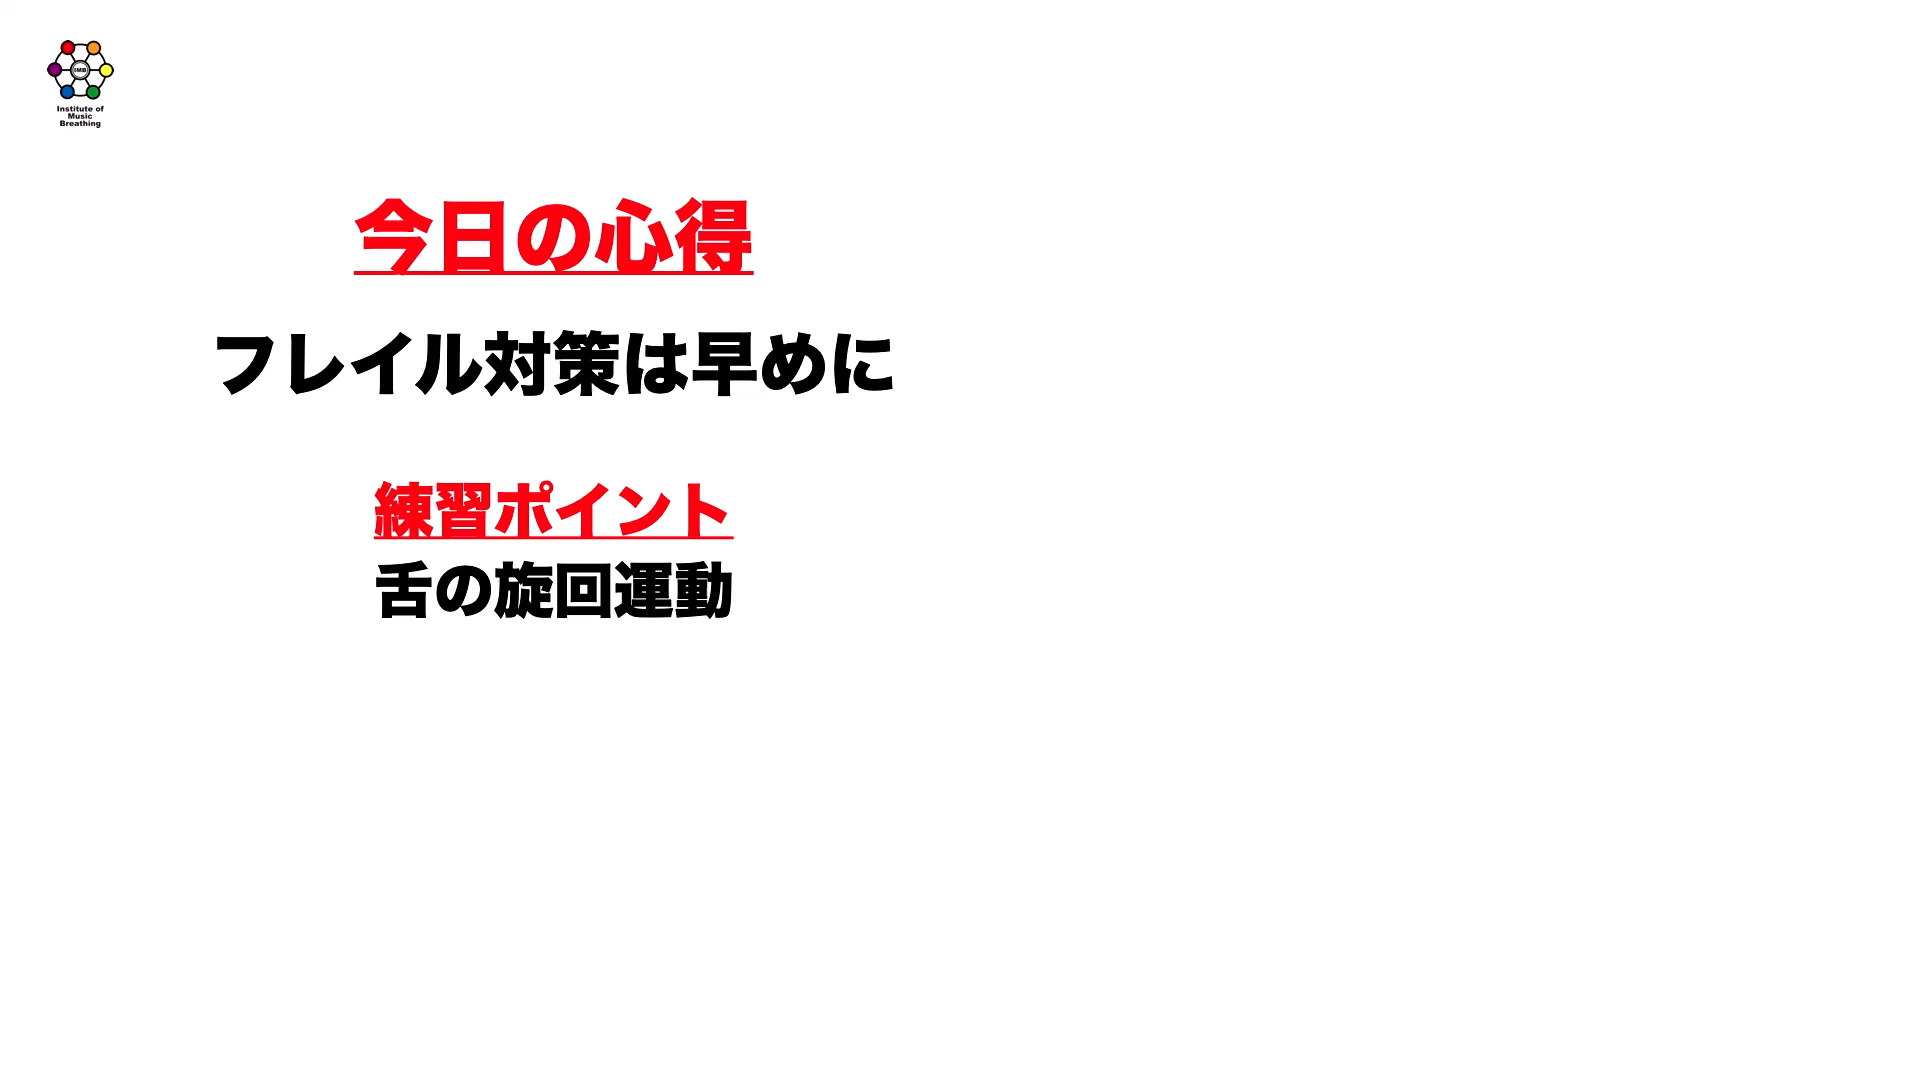 IMB
Institute of
Music
Breathing
今日の心得
フレイル対策は早めに
練習ポイント
舌の旋回運動